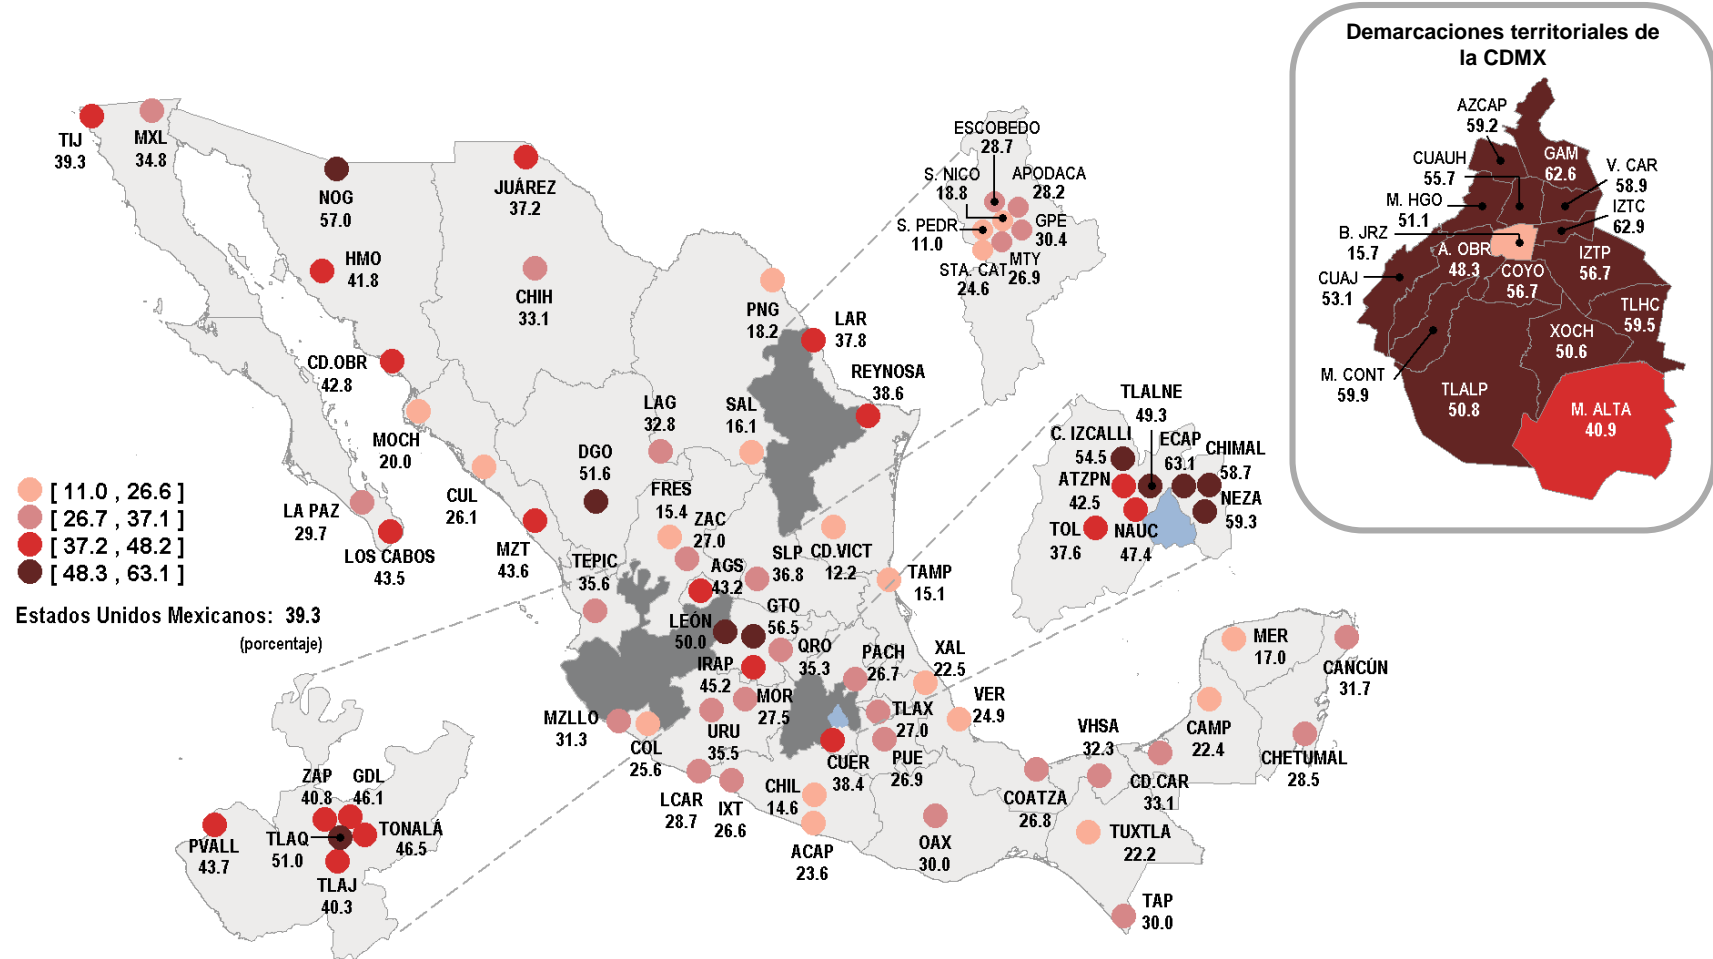 Demarcaciones territoriales de
la CDMX
AZCAP
59.2
CUAUH
55.7
GAM
62.6
V. CAR
58.9
M. HGO
51.1
IZTC
62.9
B. JRZ
15.7
A. OBR
48.3
IZTP
56.7
CUAJ
53.1
COYO
56.7
TLHC
59.5
XOCH
50.6
M. CONT
59.9
TLALP
50.8
M. ALTA
40.9
TIJ
39.3
MXL
34.8
NOG
57.0
JUÁREZ
37.2
HMO
41.8
CHIH
33.1
CD.OBR
42.8
MOCH
20.0
CUL
26.1
LA PAZ
29.7
LOS CABOS
43.5
MZT
43.6
DGO
51.6
LAG
32.8
SAL
16.1
PNG
18.2
LAR
37.8
REYNOSA
38.6
ESCOBEDO
28.7
S. NICO
18.8
APODACA
28.2
S. PEDR
11.0
GPE
30.4
STA. CAT
24.6
MTY
26.9
FRES
15.4
ZAC
27.0
TEPIC
35.6
AGS
43.2
SLP
36.8
CD.VICT
12.2
TAMP
15.1
LEÓN
50.0
GTO
56.5
IRAP
45.2
QRO
35.3
PACH
26.7
XAL
22.5
VER
24.9
MZLLO
31.3
COL
25.6
URU
35.5
MOR
27.5
TLAX
27.0
PUE
26.9
CUER
38.4
LCAR
28.7
IXT
26.6
CHIL
14.6
ACAP
23.6
OAX
30.0
COATZA
26.8
VHSA
32.3
CD.CAR
33.1
CAMP
22.4
MER
17.0
CANCÚN
31.7
CHETUMAL
28.5
TUXTLA
22.2
TAP
30.0
TLALNE
49.3
C. IZCALLI
54.5
ECAP
63.1
CHIMAL
58.7
ATZPN
42.5
NEZA
59.3
TOL
37.6
NAUC
47.4
ZAP
40.8
GDL
46.1
PVALL
43.7
TLAQ
51.0
TONALÁ
46.5
TLAJ
40.3
[ 11.0 , 26.6 ]
[ 26.7 , 37.1 ]
[ 37.2 , 48.2 ]
[ 48.3 , 63.1 ]
Estados Unidos Mexicanos: 39.3
(porcentaje)